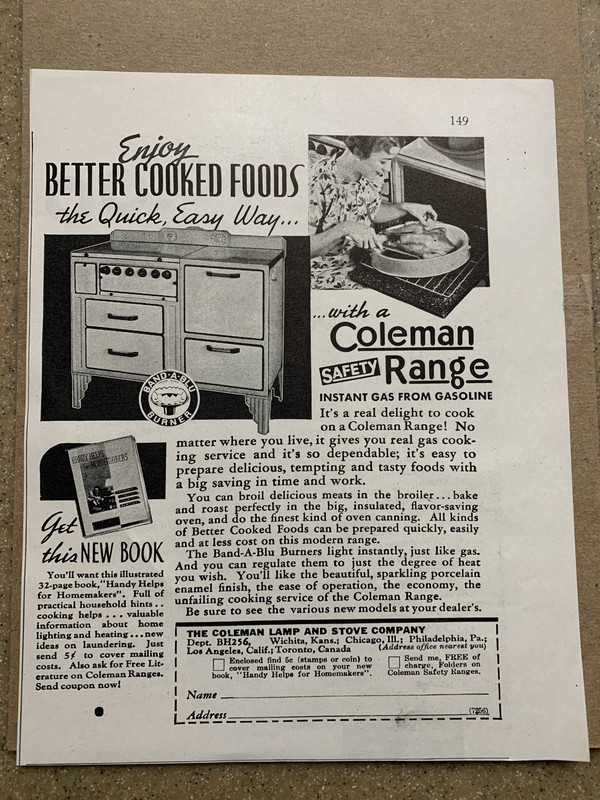 149
Enjoy
BETTER COOKED FOODS
the Quick, Easy Way...
...with a
Coleman
SAFETY Range
INSTANT GAS FROM GASOLINE
BAND-A-BLU
BURNER
It's a real delight to cook
on a Coleman Range! No
matter where you live, it gives you real gas cook-
ing service and it's so dependable; it's easy to
prepare delicious, tempting and tasty foods with
a big saving in time and work.
You can broil delicious meats in the broiler...bake
and roast perfectly in the big, insulated, flavor-saving
oven, and do the finest kind of oven canning. All kinds
of Better Cooked Foods can be prepared quickly, easily
and at less cost on this modern range.
The Band-A-Blu Burners light instantly, just like gas.
And you can regulate them to just the degree of heat
you wish. You'll like the beautiful, sparkling porcelain
enamel finish, the ease of operation, the economy, the
unfailing cooking service of the Coleman Range.
Be sure to see the various new models at your dealer's.
HANDY HELPS
for HOMEMAKERS
Get
this NEW BOOK
You'll want this illustrated
32-page book, "Handy Helps
for Homemakers". Full of
practical household hints..
cooking helps... valuable
information about home
lighting and heating...new
ideas on laundering. Just
send 5¢ to cover mailing
costs. Also ask for Free Lit-
erature on Coleman Ranges.
Send coupon now!
THE COLEMAN LAMP AND STOVE COMPANY
Dept. BH256, Wichita, Kans.; Chicago, Ill.; Philadelphia, Pa.;
Los Angeles, Calif.; Toronto, Canada (Address office nearest you)
Enclosed find 5c (stamps or coin) to
cover mailing costs on your new
book, "Handy Helps for Homemakers".
Send me, FREE of
charge, Folders on
Coleman Safety Ranges.
Name
Address
(7256)